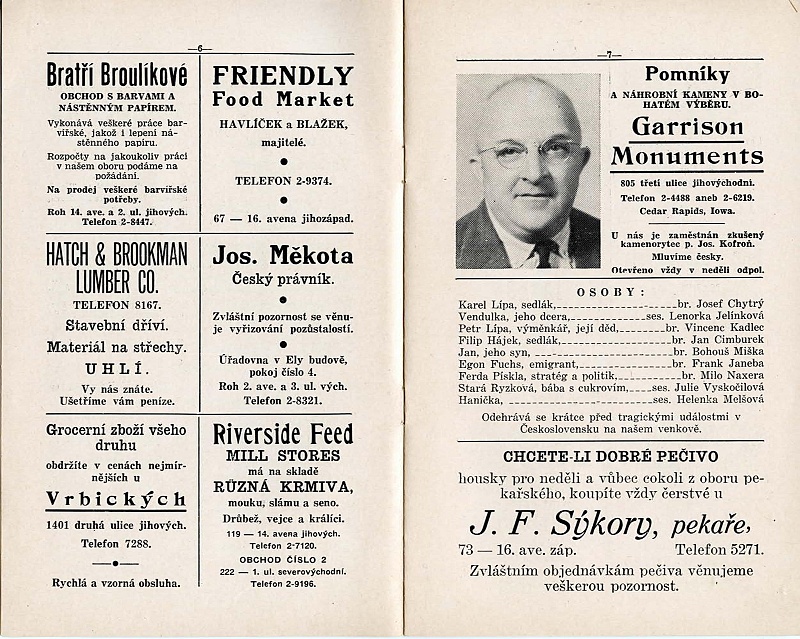 —6—
Bratří Broulíkové
OBCHOD S BARVAMI A
NÁSTĚNNÝM PAPÍREM.
Vykonává veškeré práce bar-
vířské, jakož i lepení ná-
stěnného papíru.
Rozpočty na jakoukoliv práci
v našem oboru podáme na
požádání.
Na prodej veškeré barvířské
potřeby.
Roh 14. ave. a 2. ul. jihových.
Telefon 2-8447.
FRIENDLY
Food Market
HAVLÍČEK a BLAŽEK,
majitelé.
TELEFON 2-9374.
67 — 16. avena jihozápad.
HATCH & BROOKMAN
LUMBER CO.
TELEFON 8167.
Stavební dříví.
Materiál na střechy.
UHLÍ.
Vy nás znáte.
Ušetříme vám peníze.
Jos. Měkota
Český právník.
Zvláštní pozornost se věnu-
je vyřizování pozůstalostí.
Úřadovna v Ely budově,
pokoj číslo 4.
Roh 2. ave. a 3. ul. vých.
Telefon 2-8321.
Grocerní zboží všeho
druhu
obdržíte v cenách nejmír-
nějších u
Vrbických
1401 druhá ulice jihových.
Telefon 7288.
Rychlá a vzorná obsluha.
Riverside Feed
MILL STORES
má na skladě
RŮZNÁ KRMIVA,
mouku, slámu a seno.
Drůbež, vejce a králíci.
119 — 14. avena jihových.
Telefon 2-7120.
OBCHOD ČÍSLO 2
222 — 1. ul. severovýchodní.
Telefon 2-9196.
—7—
Pomníky
A NÁHROBNÍ KAMENY V BO-
HATÉM VÝBĚRU.
Garrison
Monuments
805 třetí ulice jihovýchodní.
Telefon 2-4488 aneb 2-6219.
Cedar Rapids, Iowa.
U nás je zaměstnán zkušený
kamenorytec p. Jos. Kofroň.
Mluvíme česky.
Otevřeno vždy v neděli odpol.
OSOBY:
Karel Lípa, sedlák, br. Josef Chytrý
Vendulka, jeho dcera, ses. Lenorka Jelínková
Petr Lípa, výměnkář, její děd, br. Vincenc Kadlec
Filip Hájek, sedlák, br. Jan Cimburek
Jan, jeho syn, br. Bohouš Miška
Egon Fuchs, emigrant, br. Frank Janeba
Ferda Pískla, stratég a politik, br. Milo Naxera
Stará Ryzková, bába s cukrovím, ses. Julie Vyskočilová
Hanička, ses. Helenka Melšová
Odehrává se krátce před tragickými událostmi v
Československu na našem venkově.
CHCETE-LI DOBRÉ PEČIVO
housky pro neděli a vůbec cokoli z oboru pe-
kařského, koupíte vždy čerstvé u
J. F. Sýkory, pekaře,
73 — 16. ave. záp. Telefon 5271.
Zvláštním objednávkám pečiva věnujeme
veškerou pozornost.